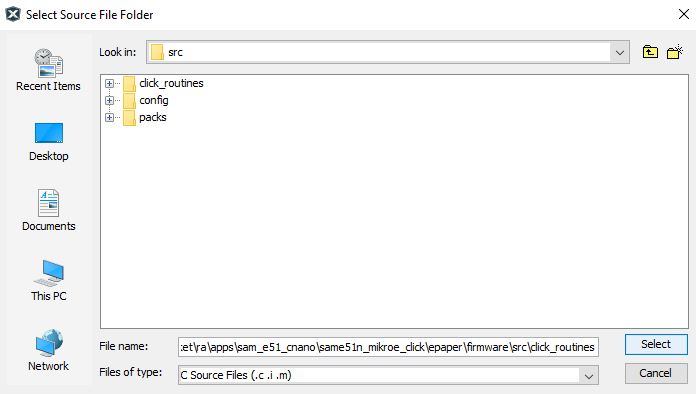 Select Source File Folder
Look in:
src
Recent Items
Desktop
Documents
This PC
Network
click_routines
config
packs
File name:
:et\ra\apps\sam_e51_cnano\same51n_mikroe_click\epaper\firmware\src\click_routines
Select
Files of type:
C Source Files (.c .i .m)
Cancel